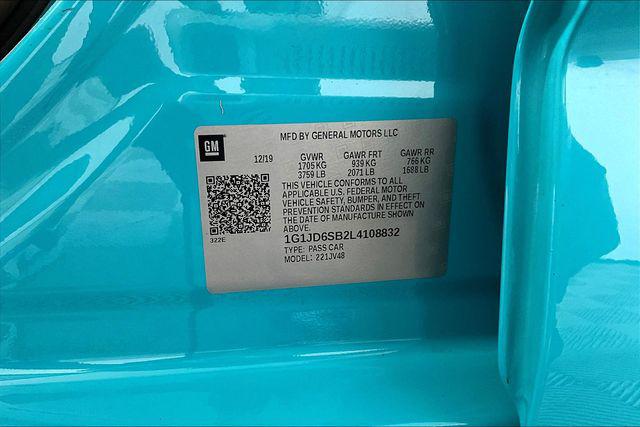 GM
MFD BY GENERAL MOTORS LLC
12/19 GVWR GAWR FRT GAWR RR
1705 KG 939 KG 766 KG
3759 LB 2071 LB 1688 LB
THIS VEHICLE CONFORMS TO ALL
APPLICABLE U.S. FEDERAL MOTOR
VEHICLE SAFETY, BUMPER, AND THEFT
PREVENTION STANDARDS IN EFFECT ON
THE DATE OF MANUFACTURE SHOWN
ABOVE.
322E
1G1JD6SB2L4108832
TYPE: PASS CAR
MODEL: 221JV48